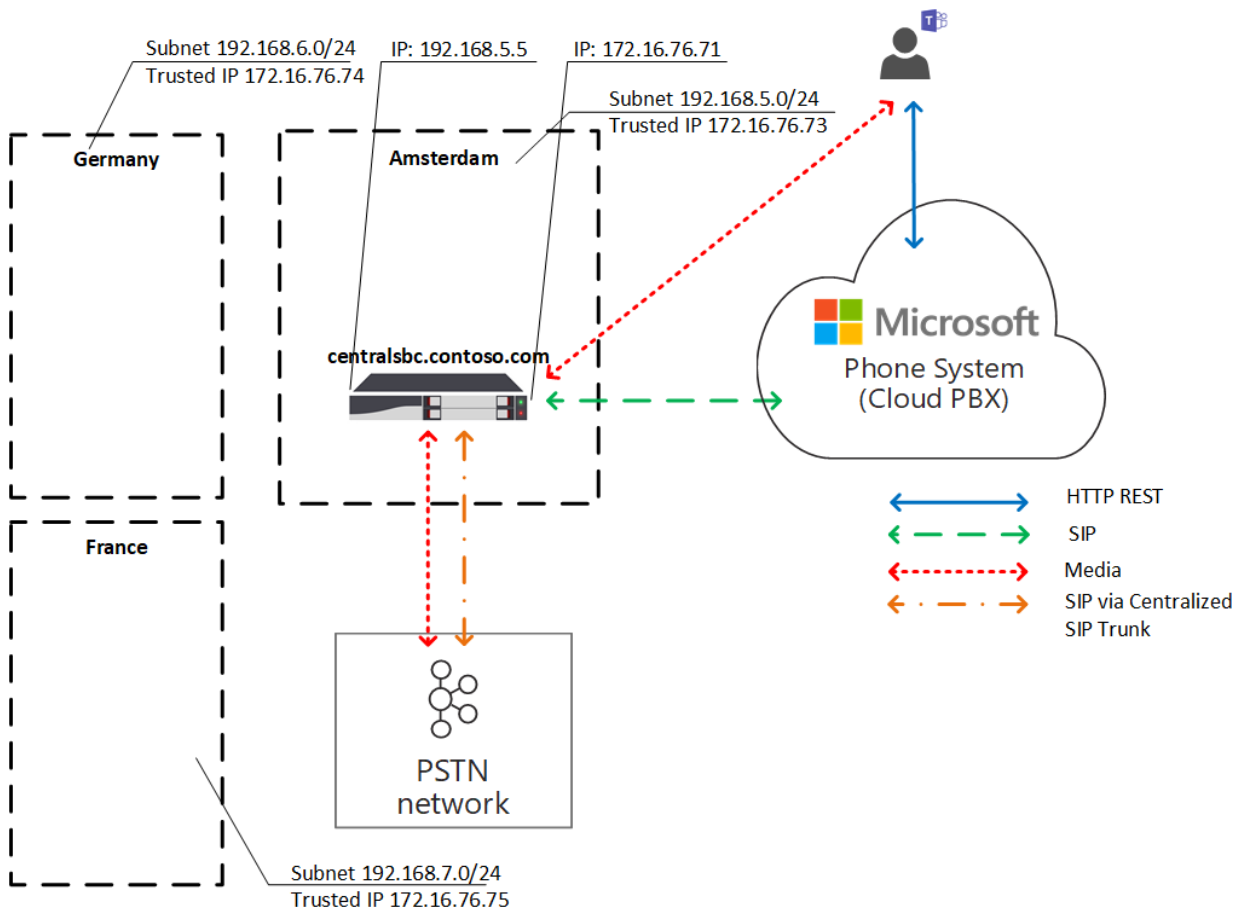 Subnet 192.168.6.0/24
Trusted IP 172.16.76.74
IP: 192.168.5.5
IP: 172.16.76.71
T
Subnet 192.168.5.0/24
Trusted IP 172.16.76.73
Germany
Amsterdam
centralsbc.contoso.com
Microsoft
Phone System
(Cloud PBX)
HTTP REST
SIP
Media
SIP via Centralized
SIP Trunk
France
PSTN
network
Subnet 192.168.7.0/24
Trusted IP 172.16.76.75